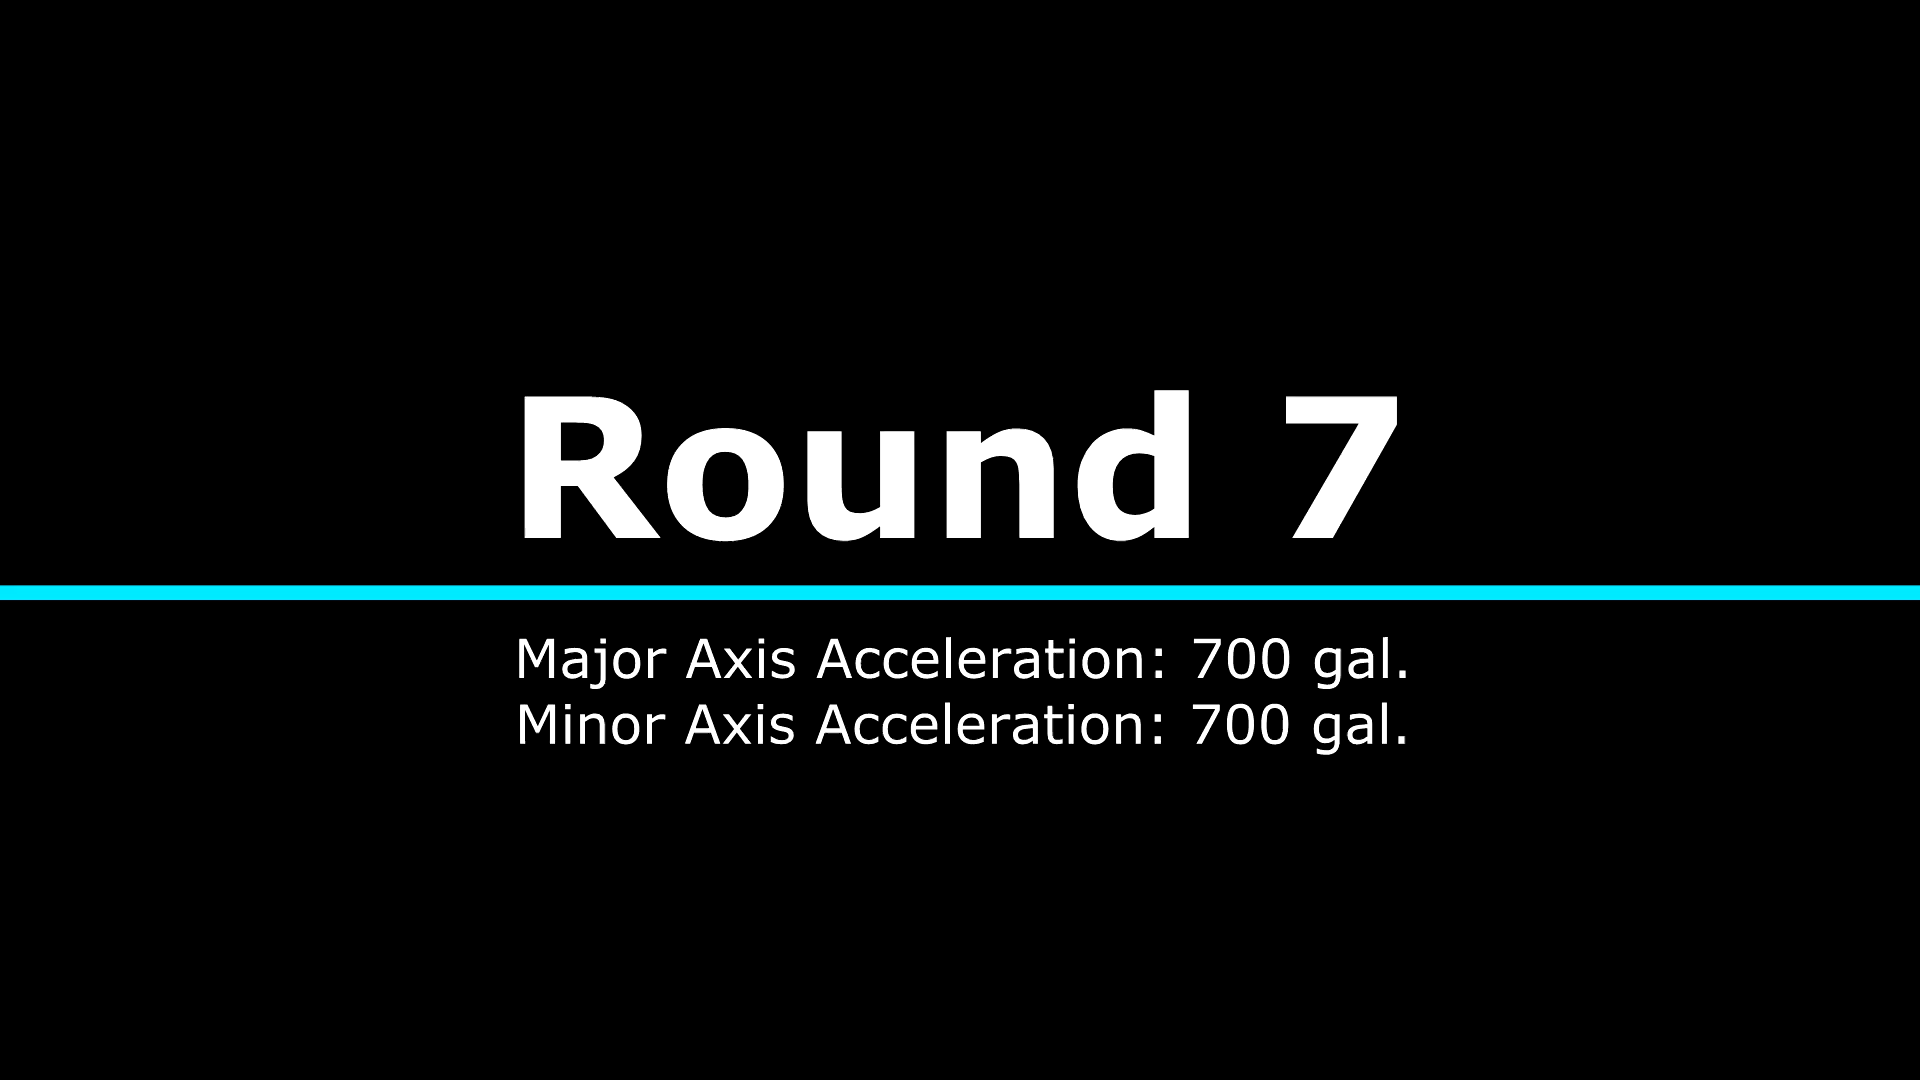 Round 7
Major Axis Acceleration: 700 gal.
Minor Axis Acceleration: 700 gal.